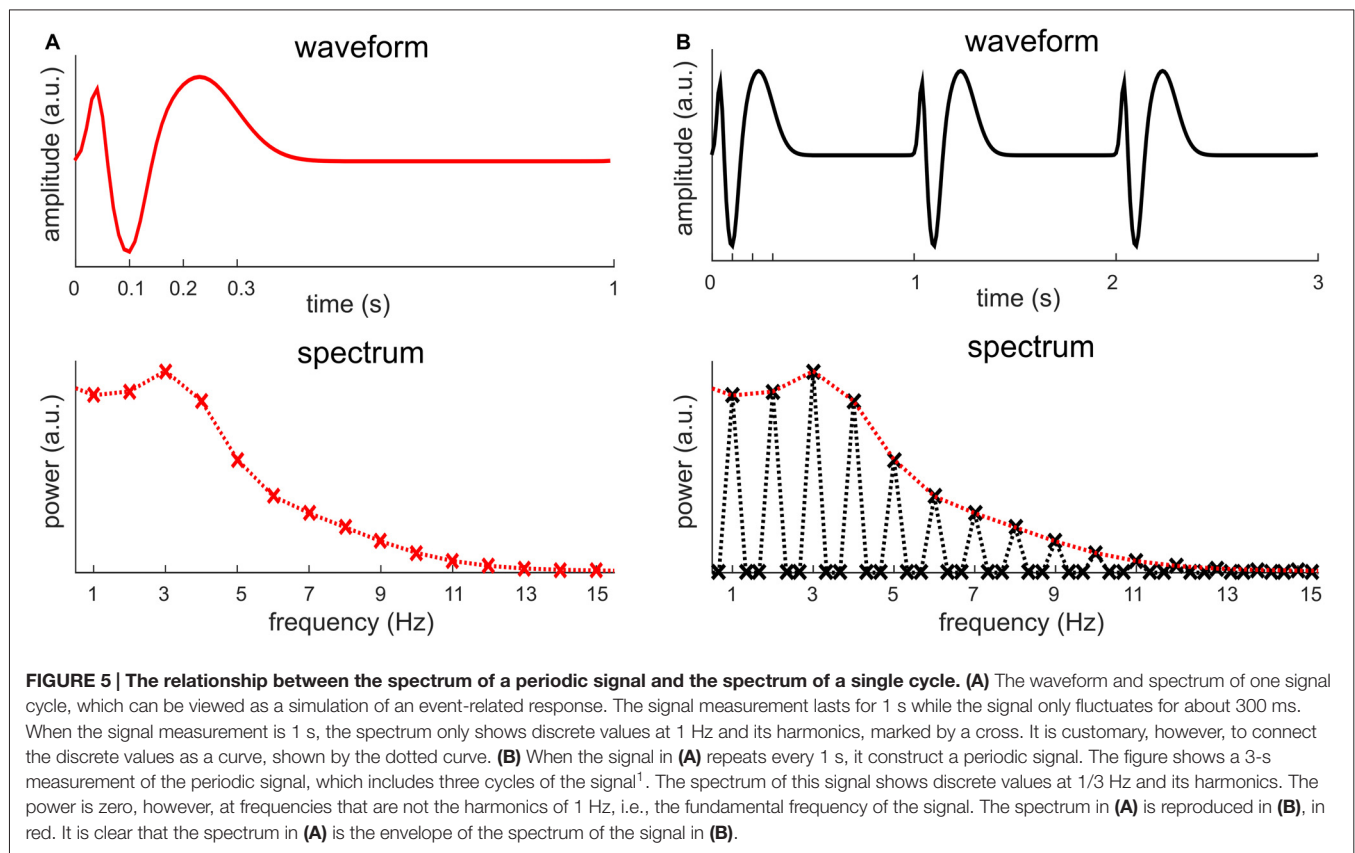 A
waveform
amplitude (a.u.)
0
0.1
0.2
0.3
1
time (s)
spectrum
power (a.u.)
1
3
5
7
9
11
13
15
frequency (Hz)
B
waveform
amplitude (a.u.)
0
1
2
3
time (s)
spectrum
power (a.u.)
1
3
5
7
9
11
13
15
frequency (Hz)
FIGURE 5 | The relationship between the spectrum of a periodic signal and the spectrum of a single cycle. (A) The waveform and spectrum of one signal
cycle, which can be viewed as a simulation of an event-related response. The signal measurement lasts for 1 s while the signal only fluctuates for about 300 ms.
When the signal measurement is 1 s, the spectrum only shows discrete values at 1 Hz and its harmonics, marked by a cross. It is customary, however, to connect
the discrete values as a curve, shown by the dotted curve. (B) When the signal in (A) repeats every 1 s, it construct a periodic signal. The figure shows a 3-s
measurement of the periodic signal, which includes three cycles of the signal¹. The spectrum of this signal shows discrete values at 1/3 Hz and its harmonics. The
power is zero, however, at frequencies that are not the harmonics of 1 Hz, i.e., the fundamental frequency of the signal. The spectrum in (A) is reproduced in (B), in
red. It is clear that the spectrum in (A) is the envelope of the spectrum of the signal in (B).